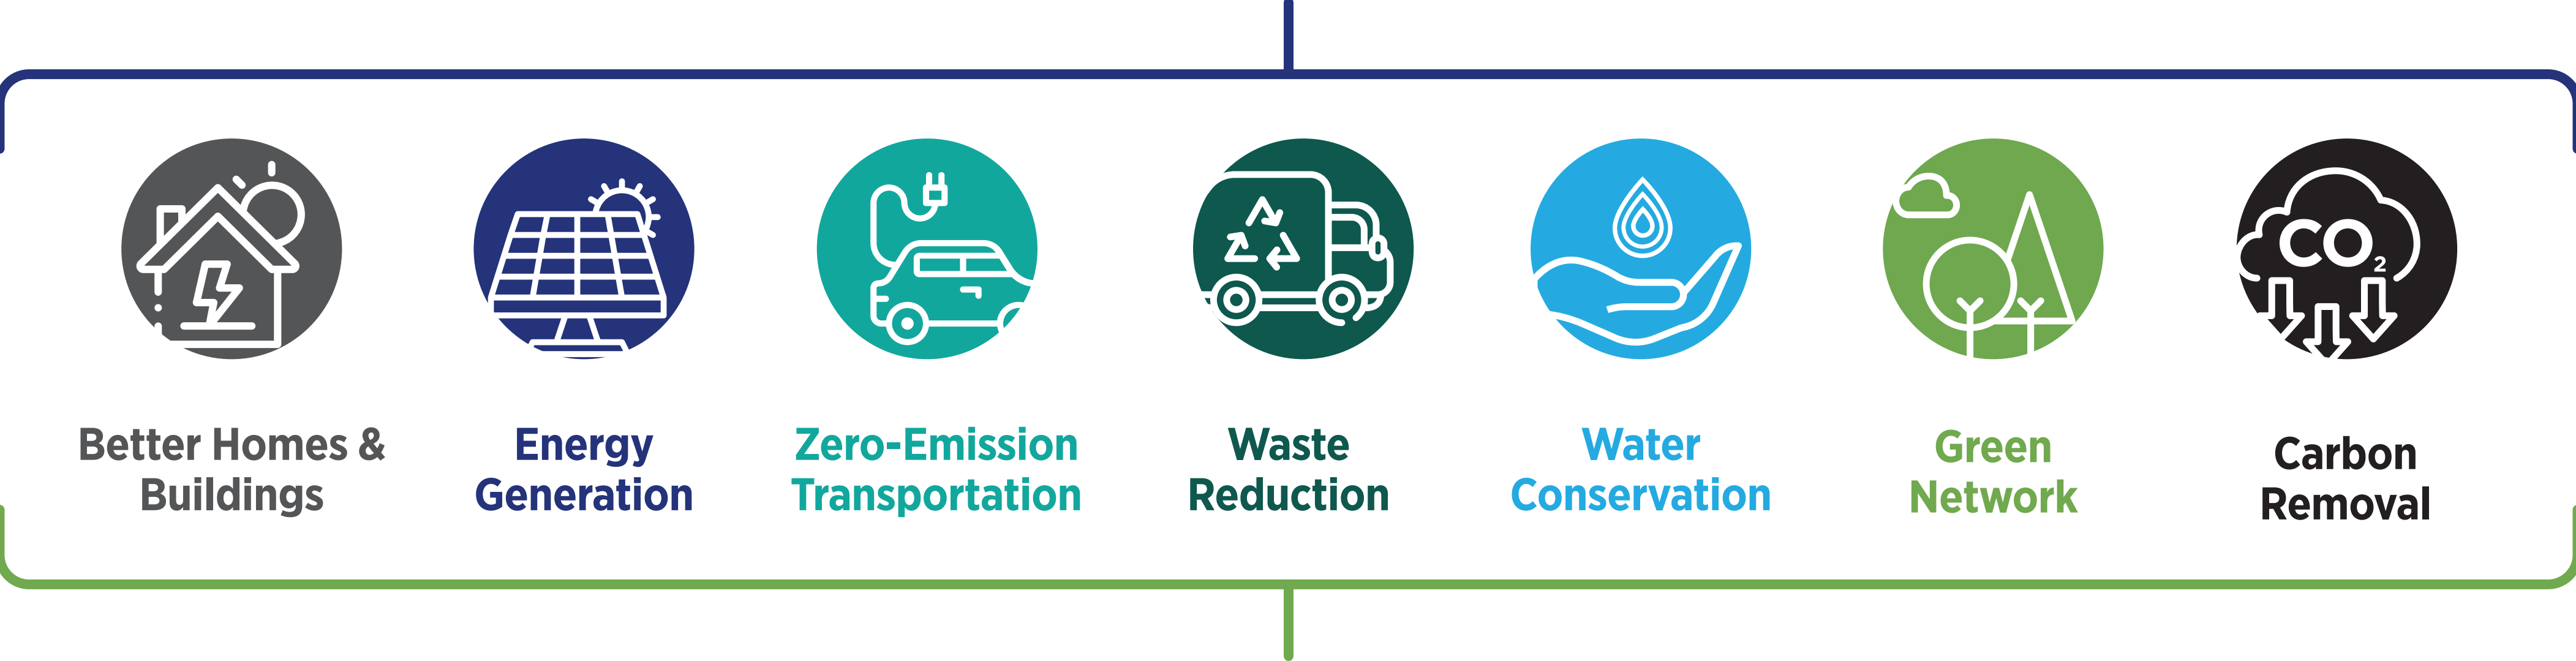 CO₂
Better Homes &
Buildings
Energy
Generation
Zero-Emission
Transportation
Waste
Reduction
Water
Conservation
Green
Network
Carbon
Removal